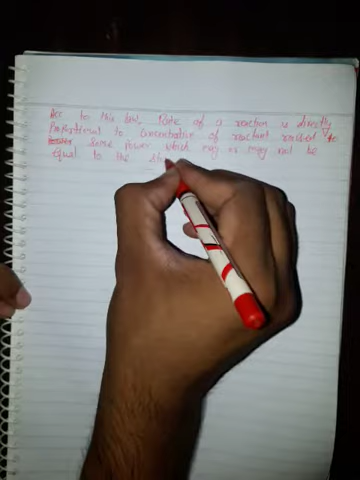 Acc to this law, Rate of a reaction is directly
Proportional to Concentration of reactant raised to
some power which may or may not be
equal to the